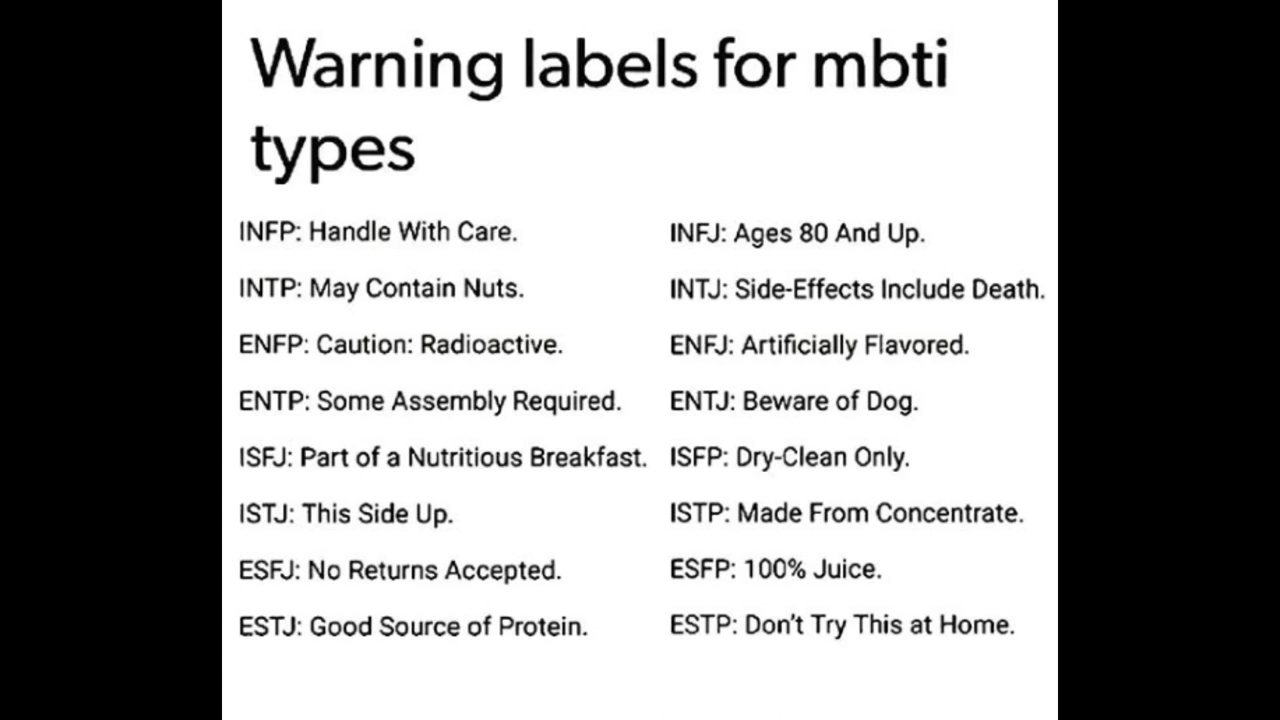 Warning labels for mbti
types
INFP: Handle With Care.
INTP: May Contain Nuts.
ENFP: Caution: Radioactive.
ENTP: Some Assembly Required.
ISFJ: Part of a Nutritious Breakfast.
ISTJ: This Side Up.
ESFJ: No Returns Accepted.
ESTJ: Good Source of Protein.
INFJ: Ages 80 And Up.
INTJ: Side-Effects Include Death.
ENFJ: Artificially Flavored.
ENTJ: Beware of Dog.
ISFP: Dry-Clean Only.
ISTP: Made From Concentrate.
ESFP: 100% Juice.
ESTP: Don't Try This at Home.